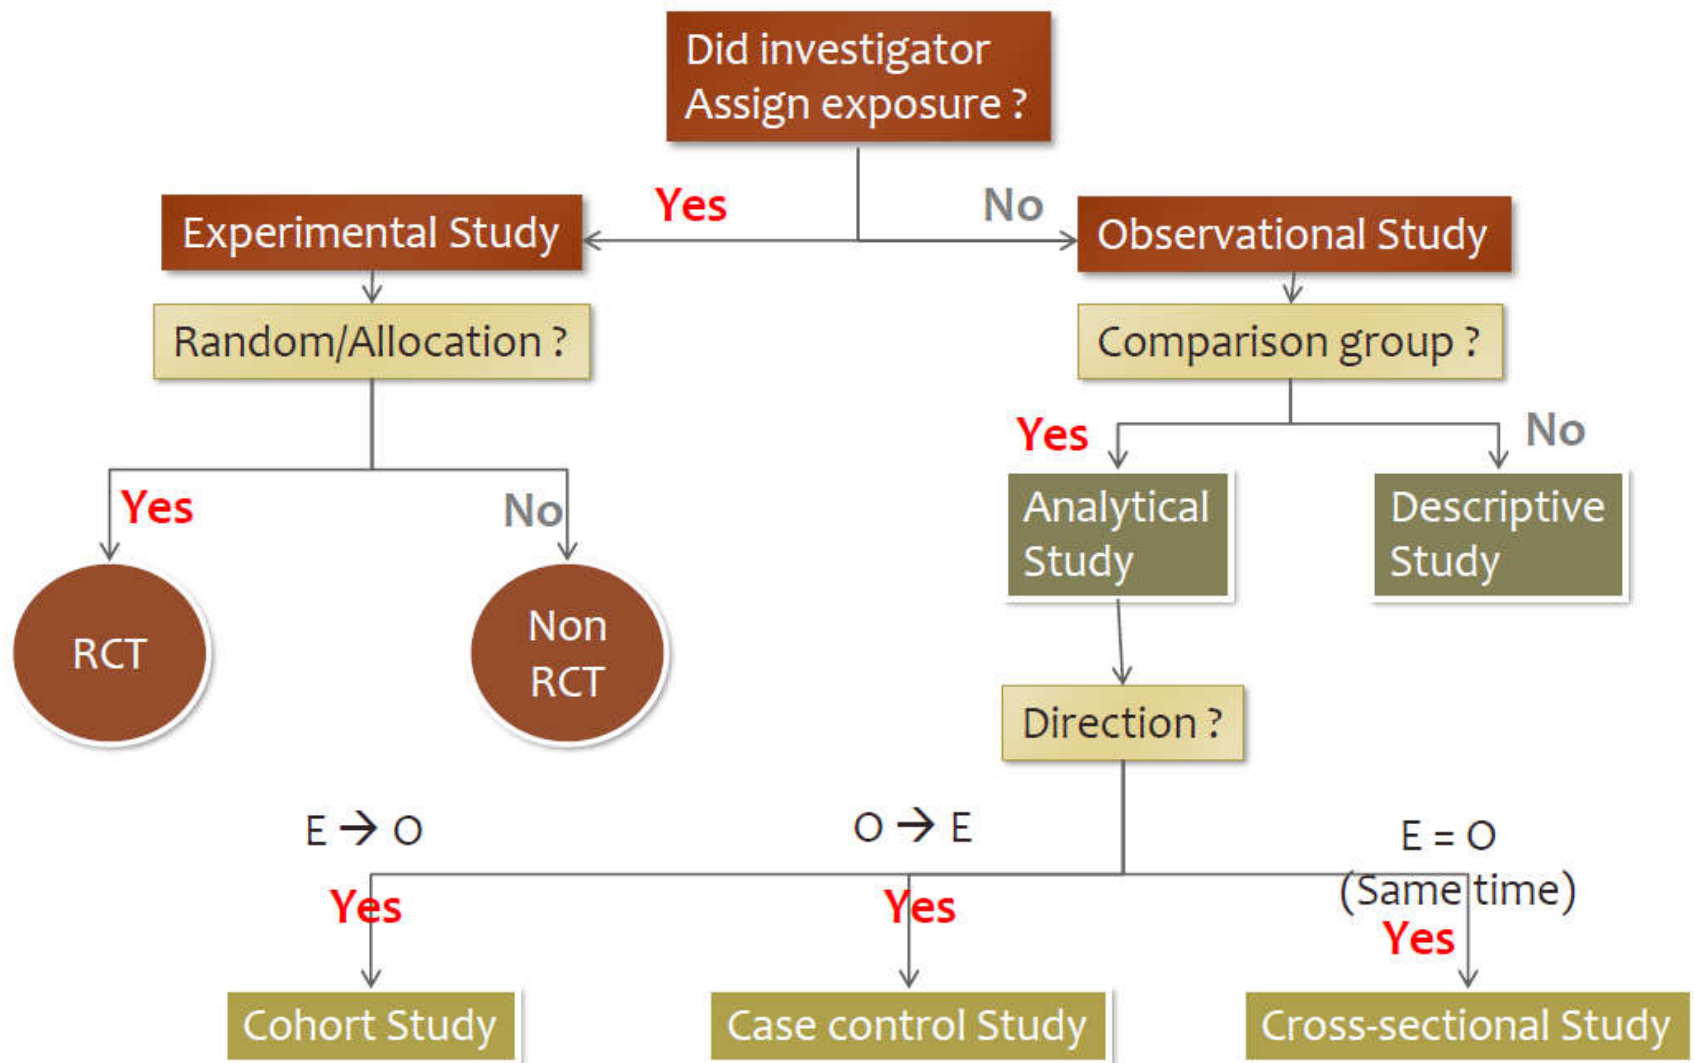 Did investigator
Assign exposure ?
Yes
No
Experimental Study
Observational Study
Random/Allocation ?
Comparison group ?
Yes
No
Yes
No
Analytical
Study
Descriptive
Study
RCT
Non
RCT
Direction ?
E → O
O → E
E = O
(Same time)
Yes
Yes
Yes
Cohort Study
Case control Study
Cross-sectional Study